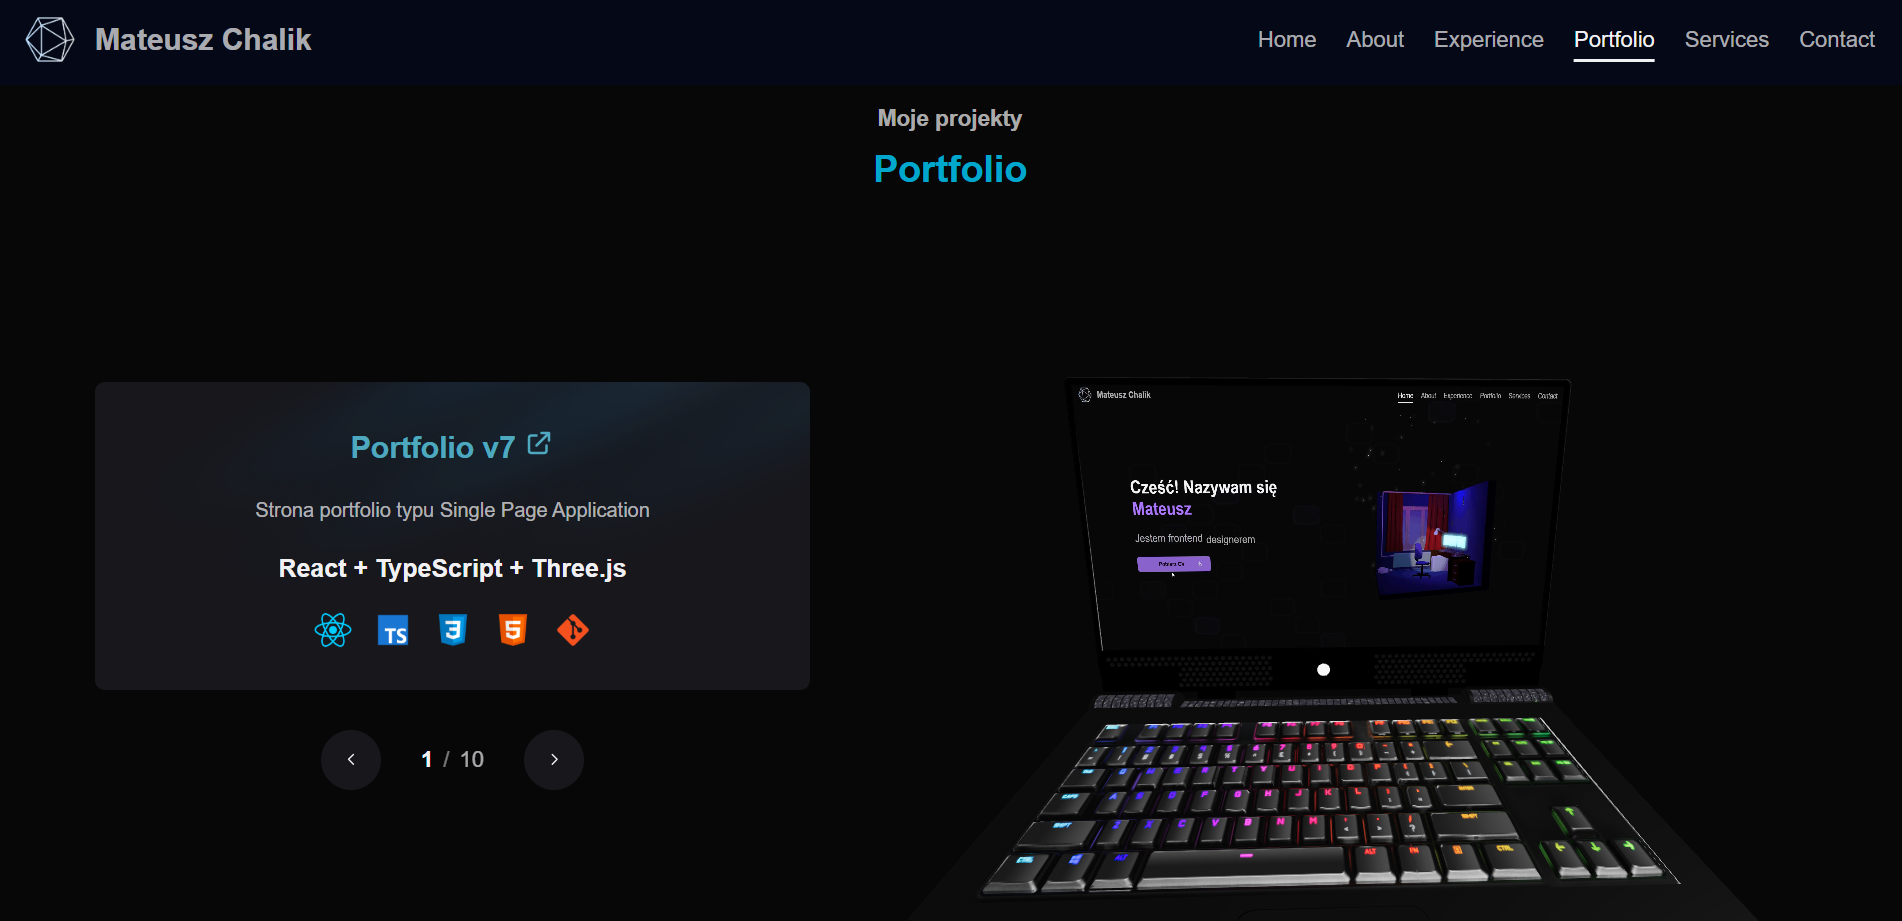 Mateusz Chalik
Home About Experience Portfolio Services Contact
Moje projekty
Portfolio
Portfolio v7
Strona portfolio typu Single Page Application
React + TypeScript + Three.js
TS 3 5
1 / 10
Mateusz Chalik
Home About Experience Portfolio Services Contact
Cześć! Nazywam się
Mateusz
Jestem frontend designerem